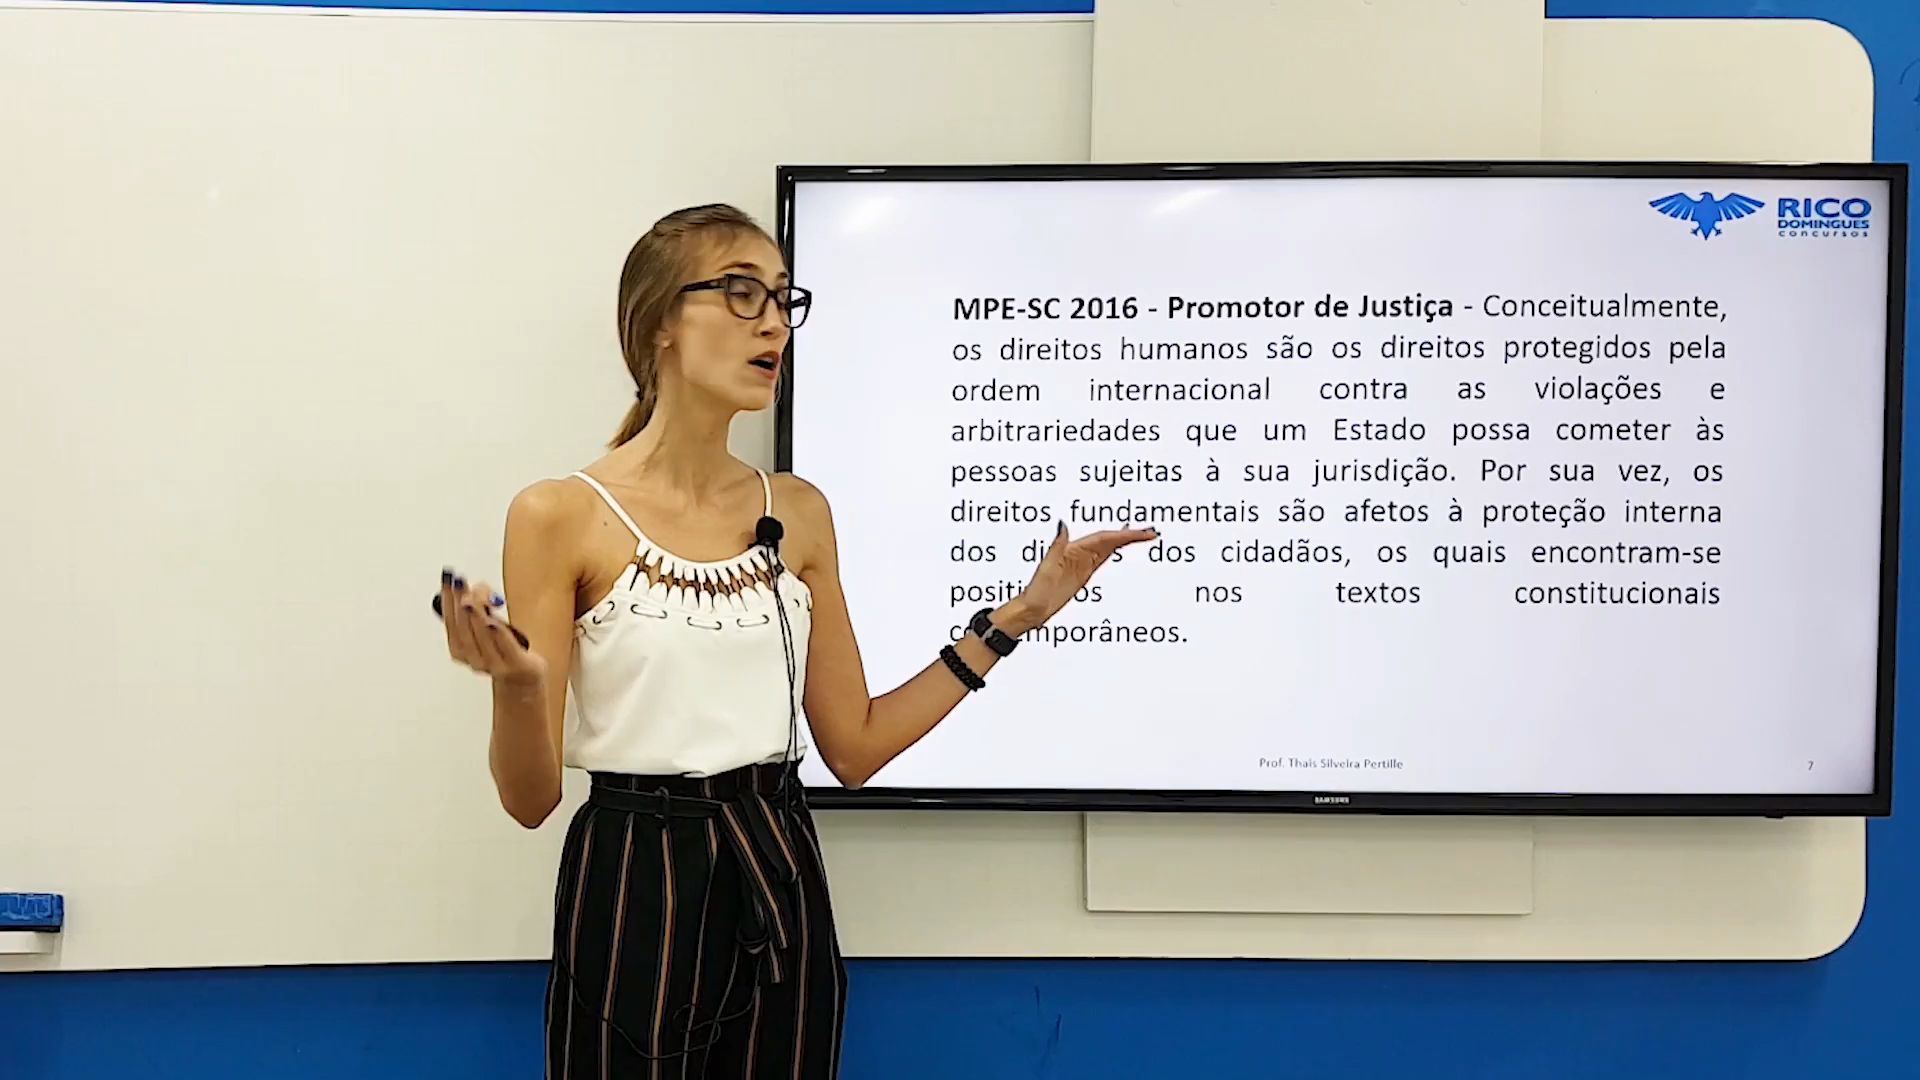 RICO
DOMINGUES
concursos
MPE-SC 2016 - Promotor de Justiça - Conceitualmente,
os direitos humanos são os direitos protegidos pela
ordem internacional contra as violações e
arbitrariedades que um Estado possa cometer às
pessoas sujeitas à sua jurisdição. Por sua vez, os
direitos fundamentais são afetos à proteção interna
dos dos cidadãos, os quais encontram-se
nos textos constitucionais
Prof. Thais Silveira Pertille
7
SAMSUNG